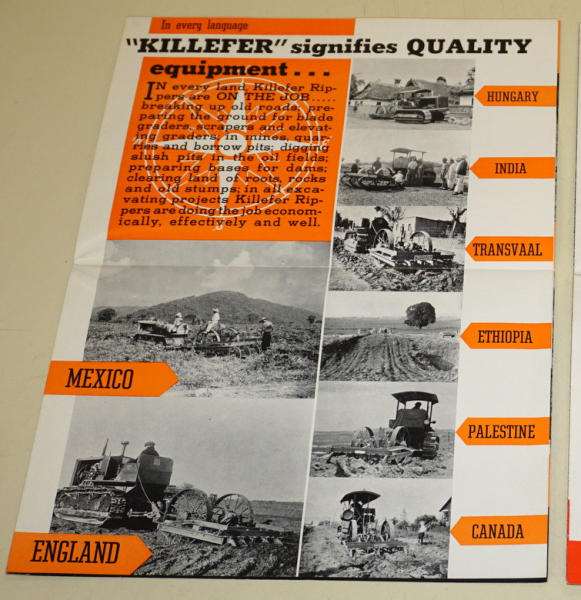 In every language
"KILLEFER" signifies QUALITY
equipment...
IN every land, Killefer Rip-
pers are ON THE JOB.....
breaking up old roads; pre-
paring the ground for blade
graders, scrapers and elevat-
ing graders; in mines, quar-
ries and borrow pits; digging
slush pits in the oil fields;
preparing bases for dams;
clearing land of roots, rocks
and old stumps; in all exca-
vating projects Killefer Rip-
pers are doing the job econom-
ically, effectively and well.
HUNGARY
INDIA
TRANSVAAL
ETHIOPIA
MEXICO
PALESTINE
ENGLAND
CANADA